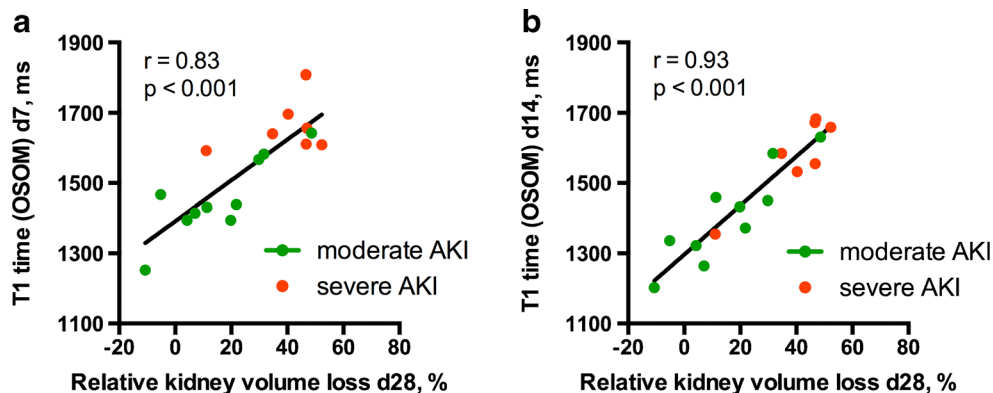 a
r = 0.83
p < 0.001
T1 time (OSOM) d7, ms
1900
1700
1500
1300
1100
moderate AKI
severe AKI
-20 0 20 40 60 80
Relative kidney volume loss d28, %
b
r = 0.93
p < 0.001
T1 time (OSOM) d14, ms
1900
1700
1500
1300
1100
moderate AKI
severe AKI
-20 0 20 40 60 80
Relative kidney volume loss d28, %